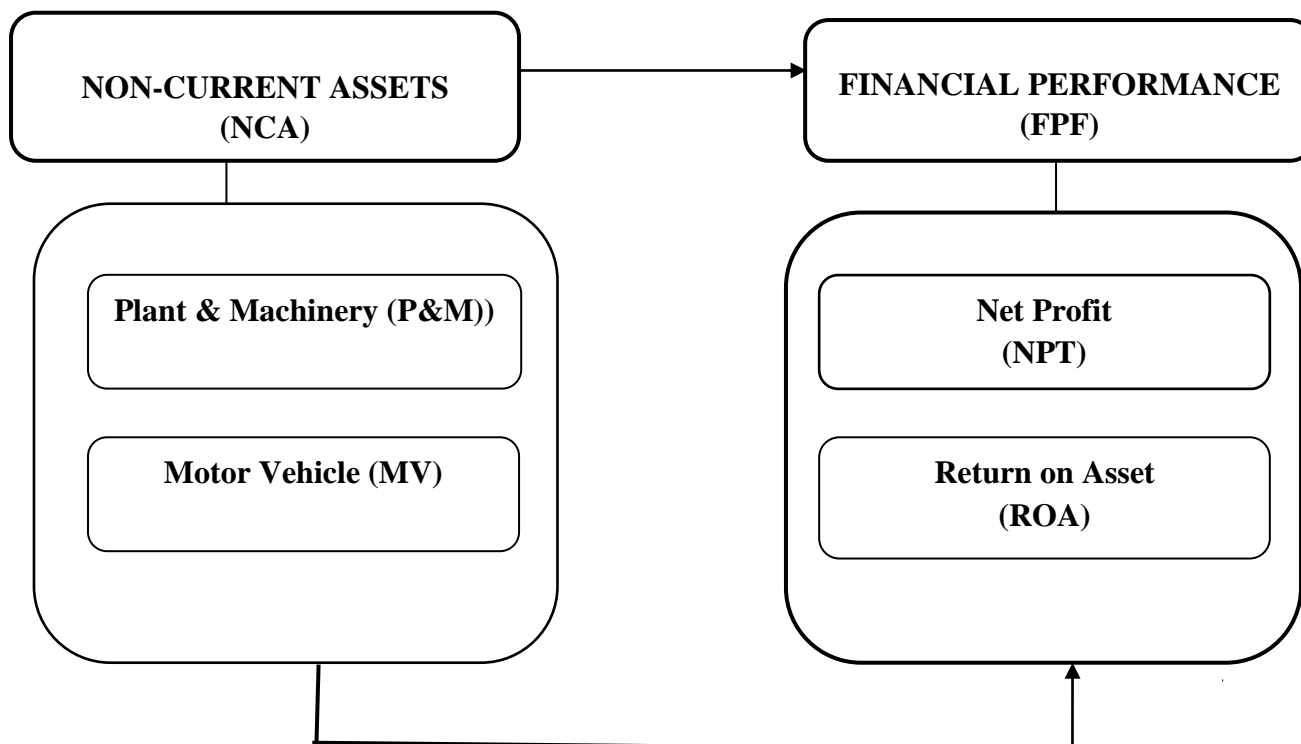 NON-CURRENT ASSETS
(NCA)
FINANCIAL PERFORMANCE
(FPF)
Plant & Machinery (P&M))
Motor Vehicle (MV)
Net Profit
(NPT)
Return on Asset
(ROA)